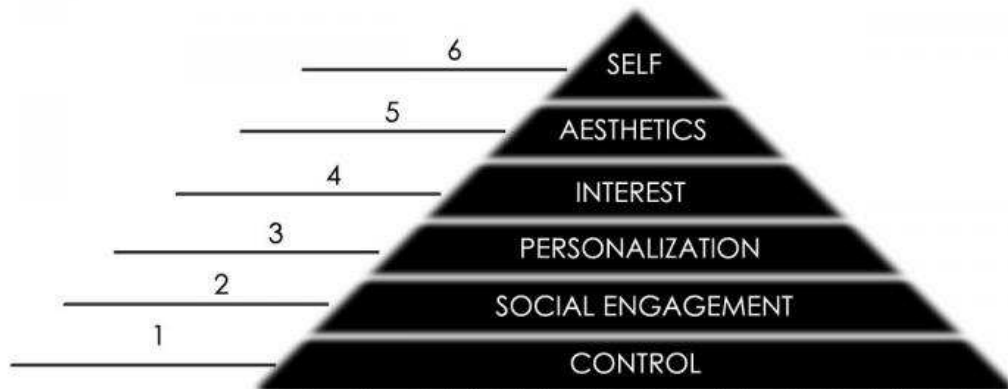 6
SELF
5
AESTHETICS
4
INTEREST
3
PERSONALIZATION
2
SOCIAL ENGAGEMENT
1
CONTROL